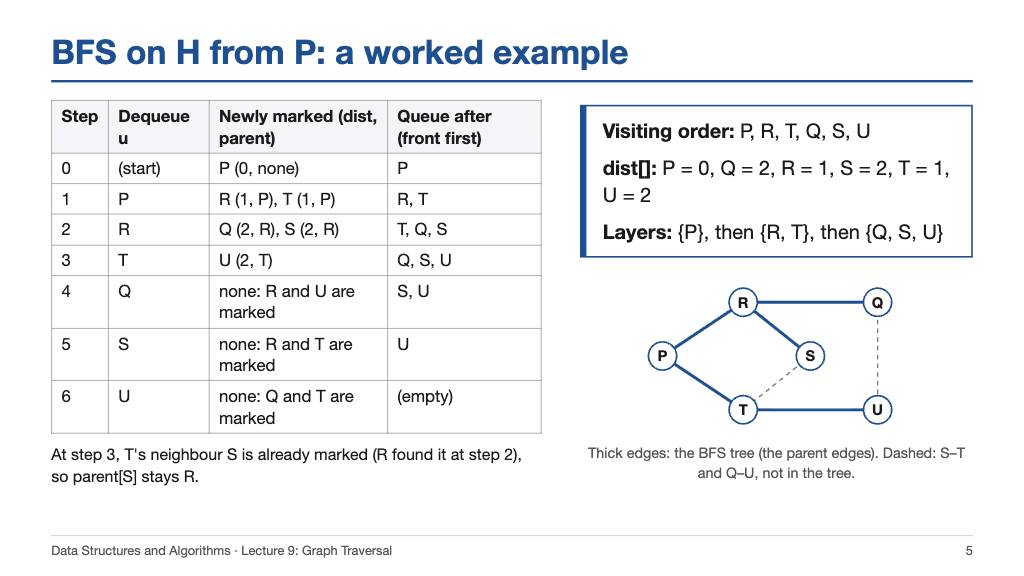 BFS on H from P: a worked example
Step
Dequeue
u
Newly marked (dist,
parent)
Queue after
(front first)
0
(start)
P (0, none)
P
1
P
R (1, P), T (1, P)
R, T
2
R
Q (2, R), S (2, R)
T, Q, S
3
T
U (2, T)
Q, S, U
4
Q
none: R and U are
marked
S, U
5
S
none: R and T are
marked
U
6
U
none: Q and T are
marked
(empty)
At step 3, T's neighbour S is already marked (R found it at step 2),
so parent[S] stays R.
Visiting order: P, R, T, Q, S, U
dist[]: P = 0, Q = 2, R = 1, S = 2, T = 1,
U = 2
Layers: {P}, then {R, T}, then {Q, S, U}
R
Q
P
S
T
U
Thick edges: the BFS tree (the parent edges). Dashed: S–T
and Q–U, not in the tree.
Data Structures and Algorithms · Lecture 9: Graph Traversal
5